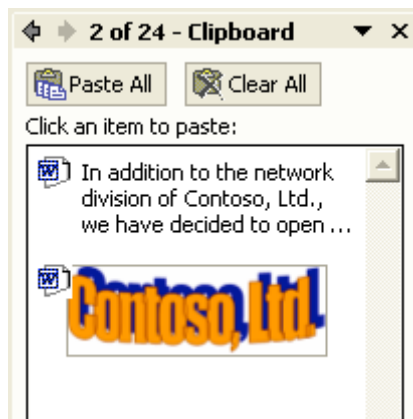 2 of 24 - Clipboard
Paste All Clear All
Click an item to paste:
In addition to the network
division of Contoso, Ltd.,
we have decided to open ...
Contoso, Ltd.